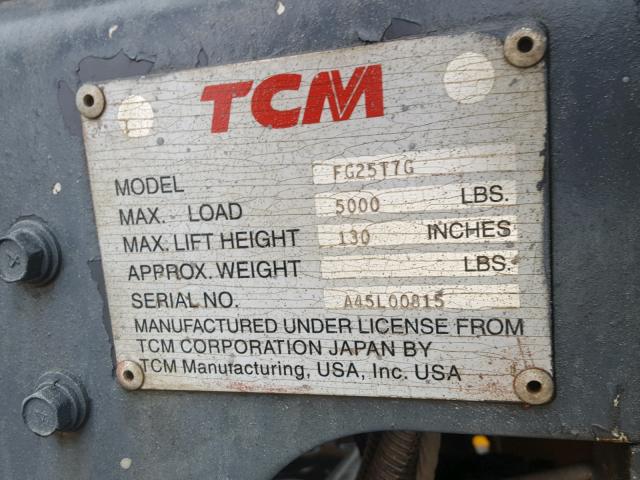 TCM
MODEL FG25T7G
MAX. LOAD 5000 LBS.
MAX. LIFT HEIGHT 130 INCHES
APPROX. WEIGHT LBS.
SERIAL NO. A45L00815
MANUFACTURED UNDER LICENSE FROM
TCM CORPORATION JAPAN BY
TCM Manufacturing, USA, Inc. USA